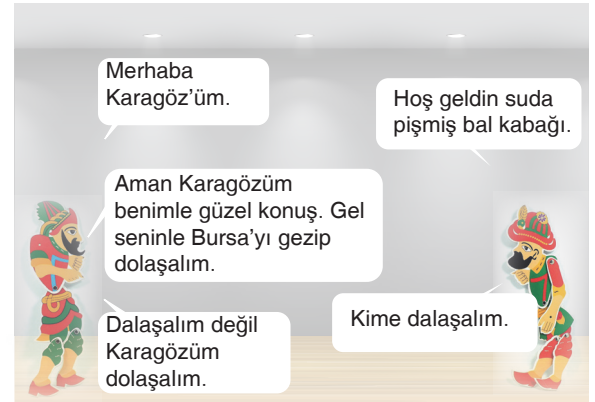 Merhaba
Karagöz'üm.
Hoş geldin suda
pişmiş bal kabağı.
Aman Karagözüm
benimle güzel konuş. Gel
seninle Bursa'yı gezip
dolaşalım.
Kime dalaşalım.
Dalaşalım değil
Karagözüm
dolaşalım.